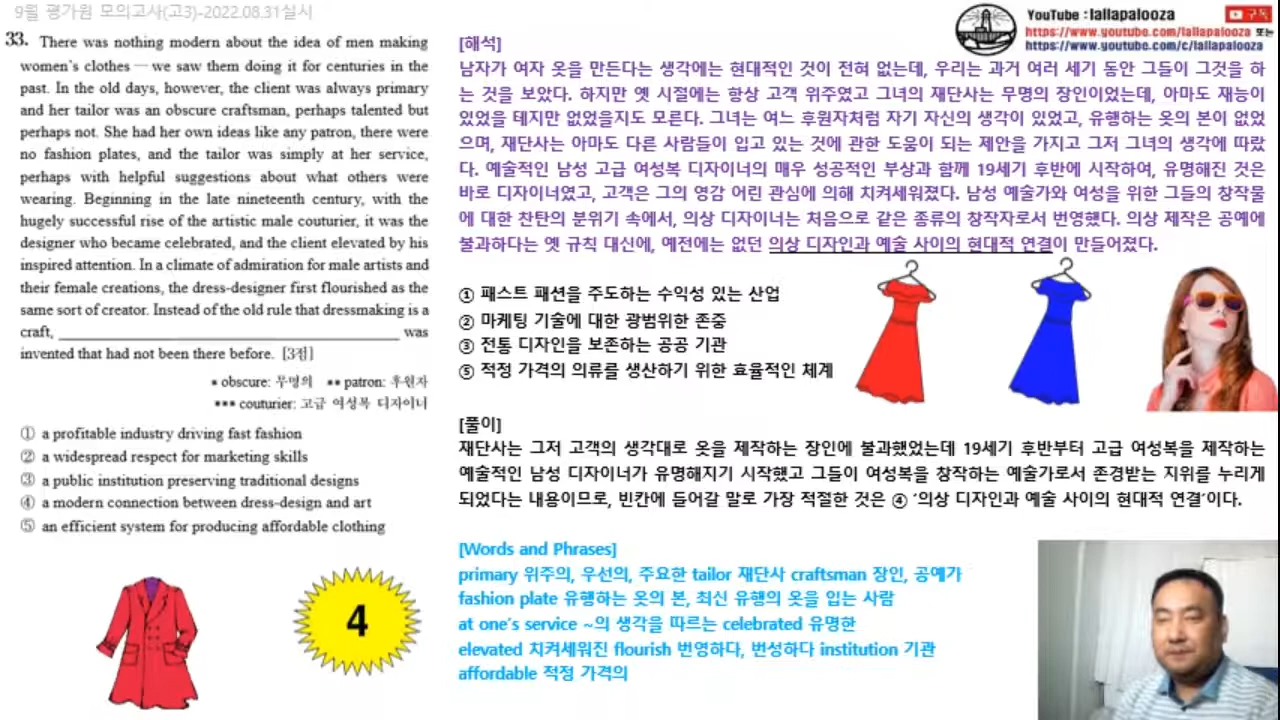 9월 평가원 모의고사(고3)-2022.08.31실시
33. There was nothing modern about the idea of men making
women's clothes — we saw them doing it for centuries in the
past. In the old days, however, the client was always primary
and her tailor was an obscure craftsman, perhaps talented but
perhaps not. She had her own ideas like any patron, there were
no fashion plates, and the tailor was simply at her service,
perhaps with helpful suggestions about what others were
wearing. Beginning in the late nineteenth century, with the
hugely successful rise of the artistic male couturier, it was the
designer who became celebrated, and the client elevated by his
inspired attention. In a climate of admiration for male artists and
their female creations, the dress-designer first flourished as the
same sort of creator. Instead of the old rule that dressmaking is a
craft, ______________________________ was
invented that had not been there before. [3점]
* obscure: 무명의 ** patron: 후원자
*** couturier: 고급 여성복 디자이너
① a profitable industry driving fast fashion
② a widespread respect for marketing skills
③ a public institution preserving traditional designs
④ a modern connection between dress-design and art
⑤ an efficient system for producing affordable clothing
4
YouTube : lallapalooza
구독
https://www.youtube.com/lallapalooza 또는
https://www.youtube.com/c/lallapalooza
[해석]
남자가 여자 옷을 만든다는 생각에는 현대적인 것이 전혀 없는데, 우리는 과거 여러 세기 동안 그들이 그것을 하
는 것을 보았다. 하지만 옛 시절에는 항상 고객 위주였고 그녀의 재단사는 무명의 장인이었는데, 아마도 재능이
있었을 테지만 없었을지도 모른다. 그녀는 여느 후원자처럼 자기 자신의 생각이 있었고, 유행하는 옷의 본이 없었
으며, 재단사는 아마도 다른 사람들이 입고 있는 것에 관한 도움이 되는 제안을 가지고 그저 그녀의 생각에 따랐
다. 예술적인 남성 고급 여성복 디자이너의 매우 성공적인 부상과 함께 19세기 후반에 시작하여, 유명해진 것은
바로 디자이너였고, 고객은 그의 영감 어린 관심에 의해 치켜세워졌다. 남성 예술가와 여성을 위한 그들의 창작물
에 대한 찬탄의 분위기 속에서, 의상 디자이너는 처음으로 같은 종류의 창작자로서 번영했다. 의상 제작은 공예에
불과하다는 옛 규칙 대신에, 예전에는 없던 의상 디자인과 예술 사이의 현대적 연결이 만들어졌다.
① 패스트 패션을 주도하는 수익성 있는 산업
② 마케팅 기술에 대한 광범위한 존중
③ 전통 디자인을 보존하는 공공 기관
⑤ 적정 가격의 의류를 생산하기 위한 효율적인 체계
[풀이]
재단사는 그저 고객의 생각대로 옷을 제작하는 장인에 불과했었는데 19세기 후반부터 고급 여성복을 제작하는
예술적인 남성 디자이너가 유명해지기 시작했고 그들이 여성복을 창작하는 예술가로서 존경받는 지위를 누리게
되었다는 내용이므로, 빈칸에 들어갈 말로 가장 적절한 것은 ④ ‘의상 디자인과 예술 사이의 현대적 연결’이다.
[Words and Phrases]
primary 위주의, 우선의, 주요한 tailor 재단사 craftsman 장인, 공예가
fashion plate 유행하는 옷의 본, 최신 유행의 옷을 입는 사람
at one's service ~의 생각을 따르는 celebrated 유명한
elevated 치켜세워진 flourish 번영하다, 번성하다 institution 기관
affordable 적정 가격의